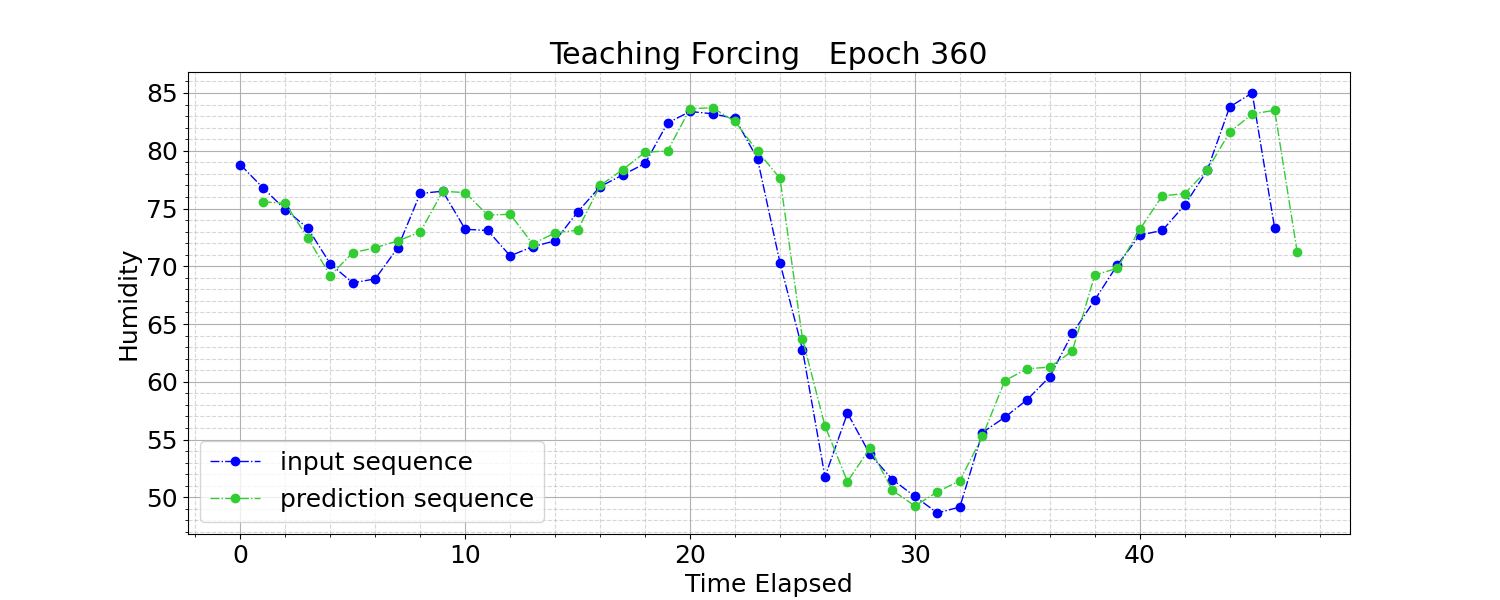 Teaching Forcing   Epoch 360
85
80
75
70
65
60
55
50
Humidity
input sequence
prediction sequence
0 10 20 30 40
Time Elapsed